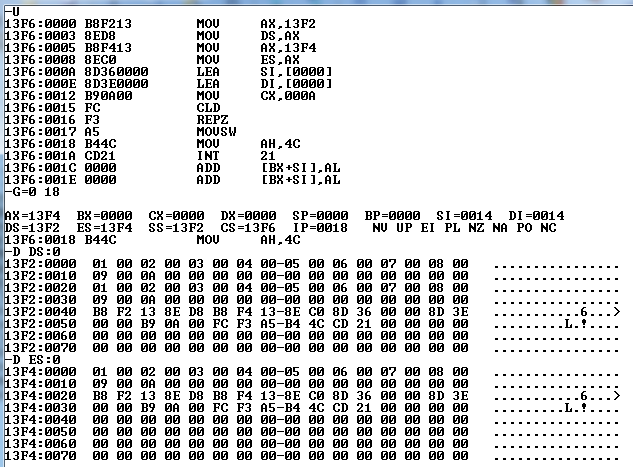 -U
13F6:0000 B8F213 MOV AX,13F2
13F6:0003 8ED8 MOV DS,AX
13F6:0005 B8F413 MOV AX,13F4
13F6:0008 8EC0 MOV ES,AX
13F6:000A 8D360000 LEA SI,[0000]
13F6:000E 8D3E0000 LEA DI,[0000]
13F6:0012 B90A00 MOV CX,000A
13F6:0015 FC CLD
13F6:0016 F3 REPZ
13F6:0017 A5 MOVSW
13F6:0018 B44C MOV AH,4C
13F6:001A CD21 INT 21
13F6:001C 0000 ADD [BX+SI],AL
13F6:001E 0000 ADD [BX+SI],AL
-G=0 18
AX=13F4 BX=0000 CX=0000 DX=0000 SP=0000 BP=0000 SI=0014 DI=0014
DS=13F2 ES=13F4 SS=13F2 CS=13F6 IP=0018 NV UP EI PL NZ NA PO NC
13F6:0018 B44C MOV AH,4C
-D DS:0
13F2:0000 01 00 02 00 03 00 04 00-05 00 06 00 07 00 08 00 ................
13F2:0010 09 00 0A 00 00 00 00 00-00 00 00 00 00 00 00 00 ................
13F2:0020 01 00 02 00 03 00 04 00-05 00 06 00 07 00 08 00 ................
13F2:0030 09 00 0A 00 00 00 00 00-00 00 00 00 00 00 00 00 ................
13F2:0040 B8 F2 13 8E D8 B8 F4 13-8E C0 8D 36 00 00 8D 3E ...........6...>
13F2:0050 00 00 B9 0A 00 FC F3 A5-B4 4C CD 21 00 00 00 00 .........L.!....
13F2:0060 00 00 00 00 00 00 00 00-00 00 00 00 00 00 00 00 ................
13F2:0070 00 00 00 00 00 00 00 00-00 00 00 00 00 00 00 00 ................
-D ES:0
13F4:0000 01 00 02 00 03 00 04 00-05 00 06 00 07 00 08 00 ................
13F4:0010 09 00 0A 00 00 00 00 00-00 00 00 00 00 00 00 00 ................
13F4:0020 B8 F2 13 8E D8 B8 F4 13-8E C0 8D 36 00 00 8D 3E ...........6...>
13F4:0030 00 00 B9 0A 00 FC F3 A5-B4 4C CD 21 00 00 00 00 .........L.!....
13F4:0040 00 00 00 00 00 00 00 00-00 00 00 00 00 00 00 00 ................
13F4:0050 00 00 00 00 00 00 00 00-00 00 00 00 00 00 00 00 ................
13F4:0060 00 00 00 00 00 00 00 00-00 00 00 00 00 00 00 00 ................
13F4:0070 00 00 00 00 00 00 00 00-00 00 00 00 00 00 00 00 ................